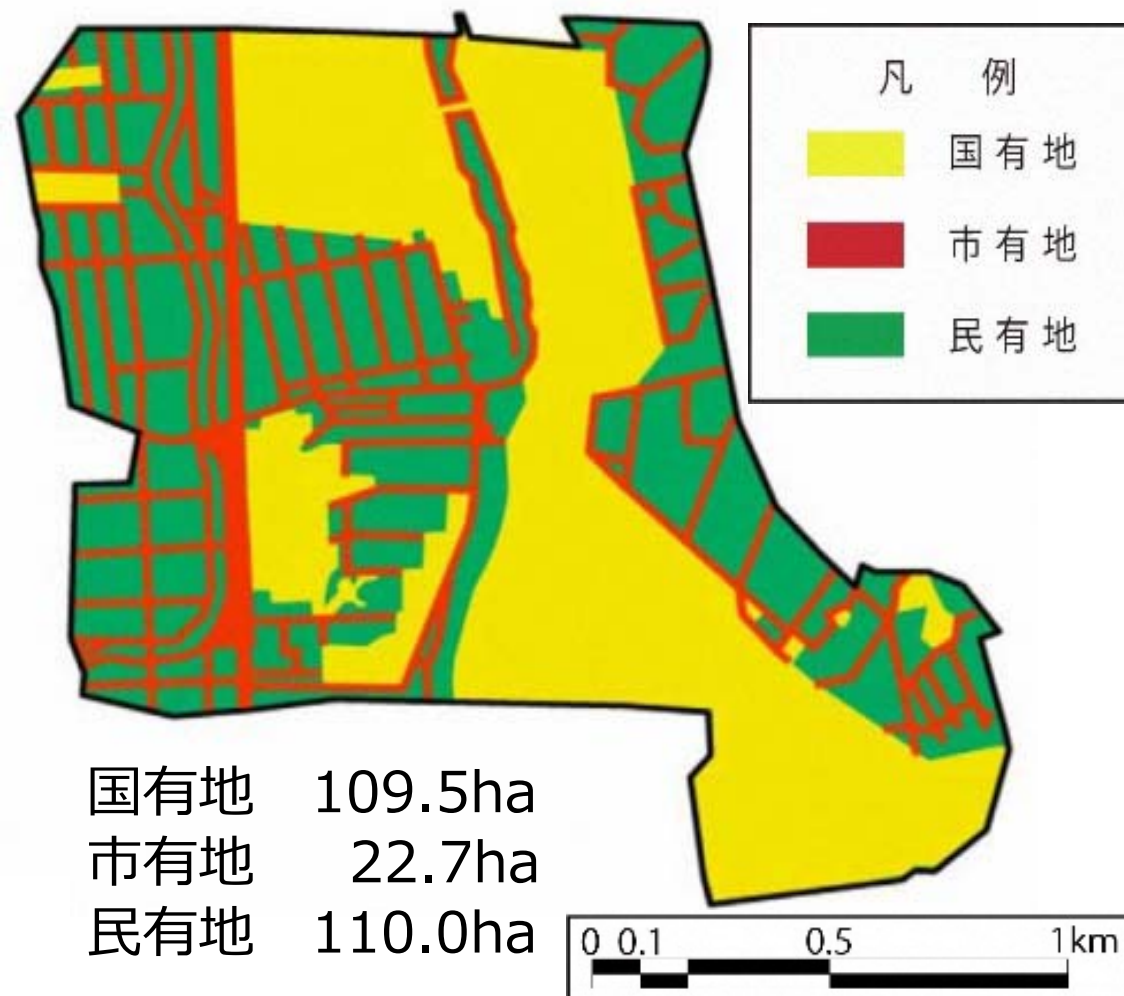 凡 例
国有地
市有地
民有地
国有地 109.5ha
市有地 22.7ha
民有地 110.0ha
0 0.1 0.5 1km